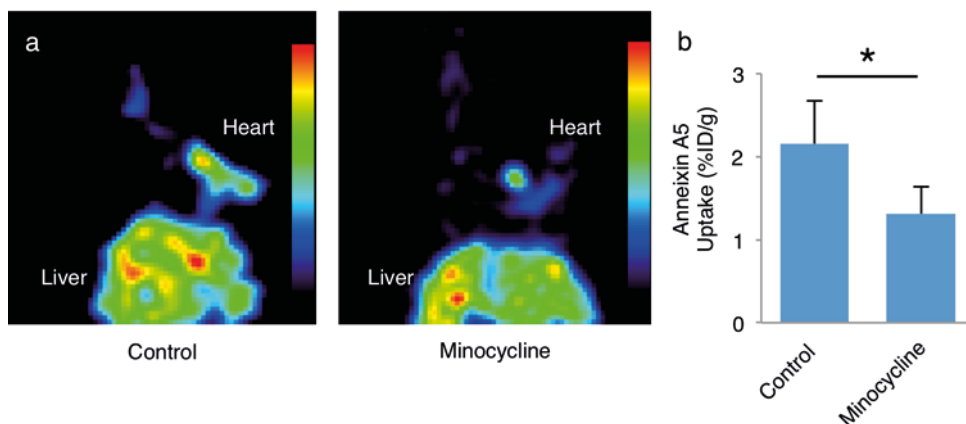 a
Heart
Liver
Control
Heart
Liver
Minocycline
b
*
Anneixin A5
Uptake (%ID/g)
3
2
1
0
Control
Minocycline